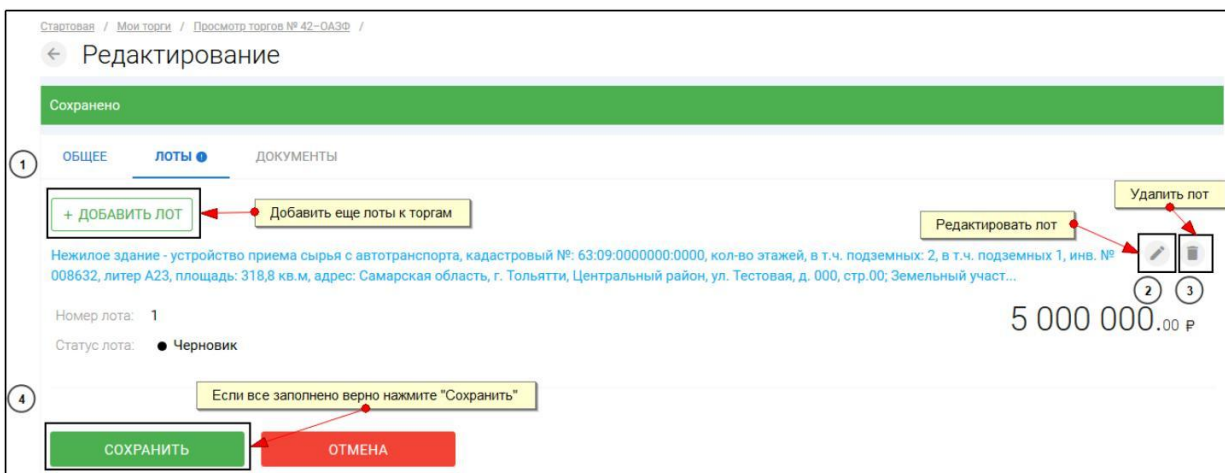 Стартовая / Мои торги / Просмотр торгов № 42-ОАЗФ /
← Редактирование
Сохранено
1
ОБЩЕЕ ЛОТЫ ДОКУМЕНТЫ
Удалить лот
+ ДОБАВИТЬ ЛОТ
Добавить еще лоты к торгам
Редактировать лот
Нежилое здание - устройство приема сырья с автотранспорта, кадастровый №: 63:09:0000000:0000, кол-во этажей, в т.ч. подземных: 2, в т.ч. подземных 1, инв. №
008632, литер А23, площадь: 318,8 кв.м, адрес: Самарская область, г. Тольятти, Центральный район, ул. Тестовая, д. 000, стр.00; Земельный участ...
2 3
Номер лота: 1
5 000 000.00 ₽
Статус лота: ● Черновик
4
Если все заполнено верно нажмите "Сохранить"
СОХРАНИТЬ ОТМЕНА